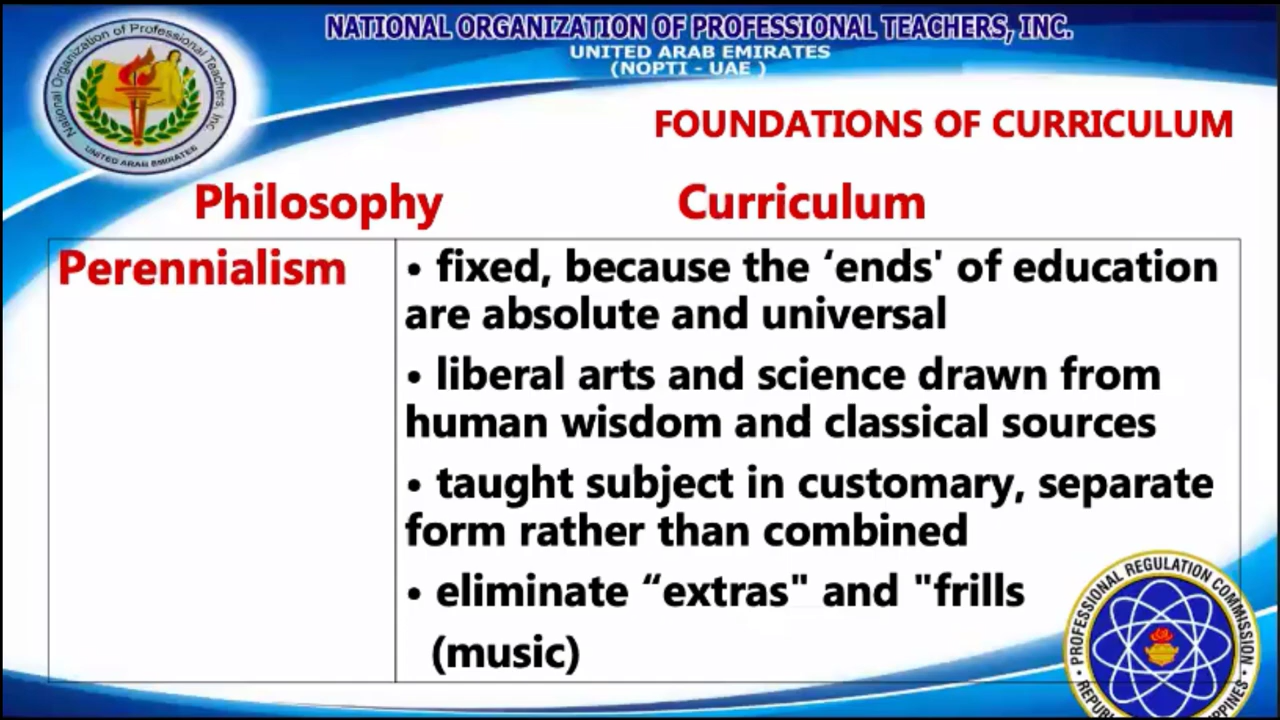 NATIONAL ORGANIZATION OF PROFESSIONAL TEACHERS, INC.
UNITED ARAB EMIRATES
(NOPTI - UAE )
National Organization of Professional Teachers, Inc
UNITED ARAB EMIRATES
FOUNDATIONS OF CURRICULUM
Philosophy Curriculum
Perennialism
• fixed, because the ‘ends' of education
are absolute and universal
• liberal arts and science drawn from
human wisdom and classical sources
• taught subject in customary, separate
form rather than combined
• eliminate “extras" and "frills
(music)
PROFESSIONAL REGULATION COMMISSION